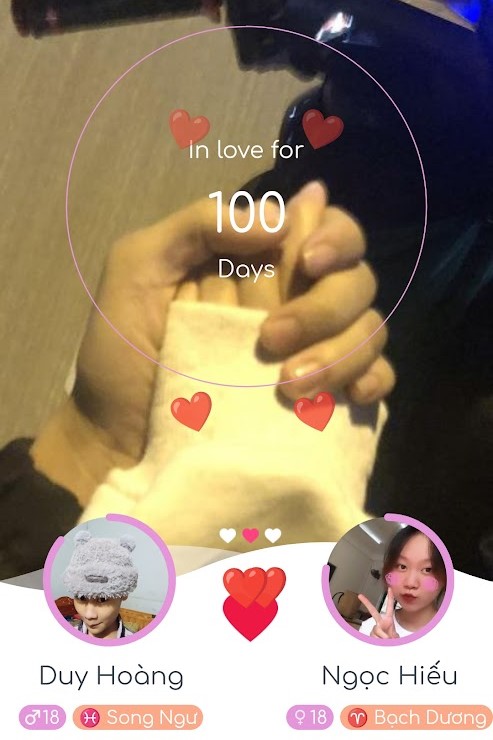 in love for
100
Days
Duy Hoàng
Ngọc Hiếu
♂18
♓ Song Ngư
♀18
♈ Bạch Dương